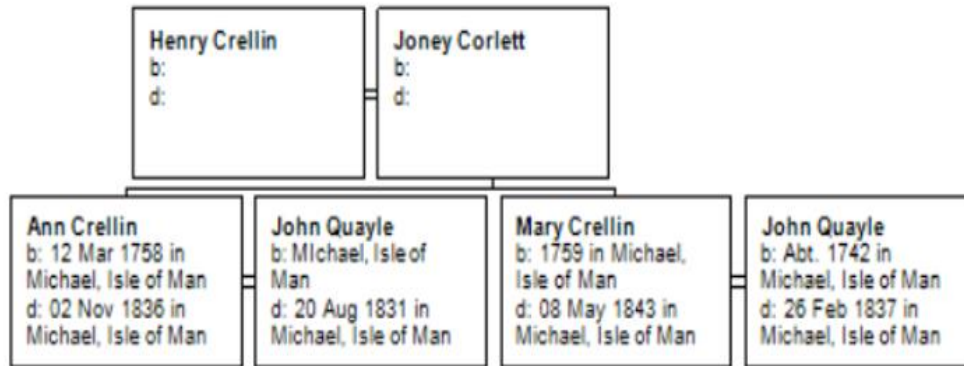 Henry Crellin
b:
d:
Joney Corlett
b:
d:
Ann Crellin
b: 12 Mar 1758 in
Michael, Isle of Man
d: 02 Nov 1836 in
Michael, Isle of Man
John Quayle
b: MIchael, Isle of
Man
d: 20 Aug 1831 in
Michael, Isle of Man
Mary Crellin
b: 1759 in Michael,
Isle of Man
d: 08 May 1843 in
Michael, Isle of Man
John Quayle
b: Abt. 1742 in
Michael, Isle of Man
d: 26 Feb 1837 in
Michael, Isle of Man